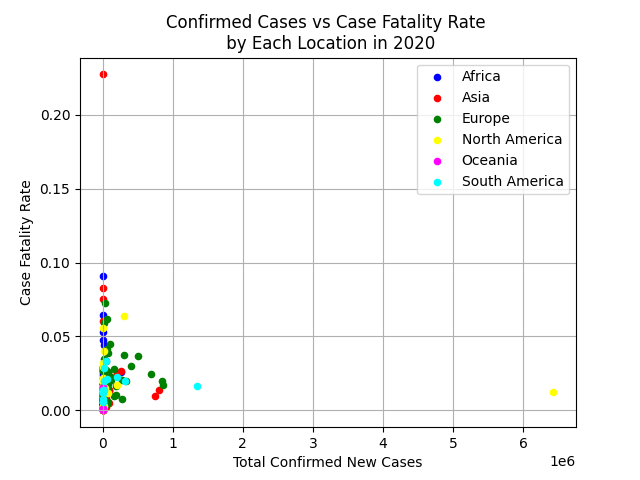 Confirmed Cases vs Case Fatality Rate
by Each Location in 2020
Africa
Asia
Europe
North America
Oceania
South America
0.20
0.15
0.10
0.05
0.00
Case Fatality Rate
0 1 2 3 4 5 6
1e6
Total Confirmed New Cases